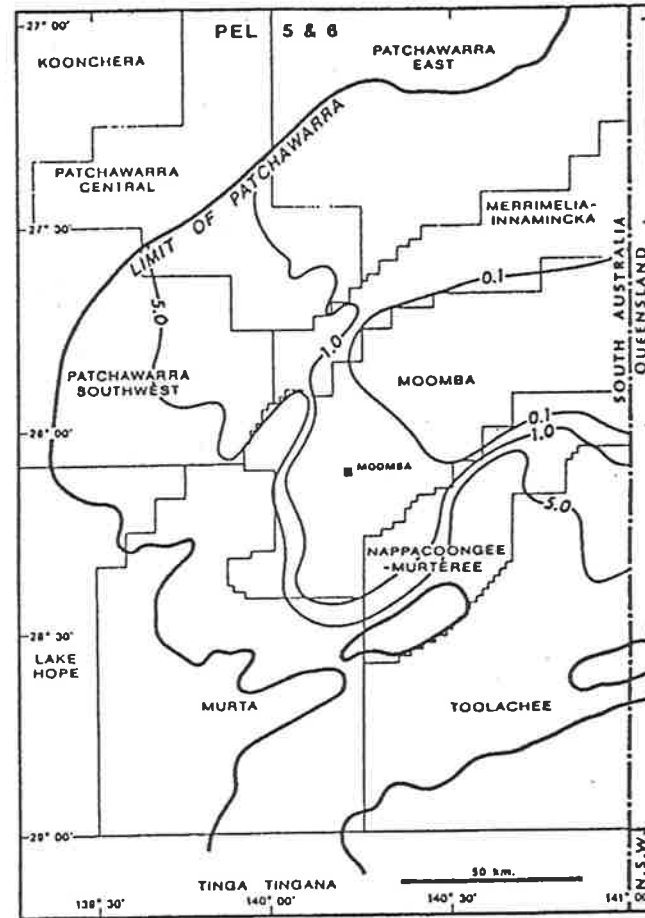 27° 00'
PEL 5 & 6
KOONCHERA
PATCHAWARRA
EAST
PATCHAWARRA
CENTRAL
LIMIT OF PATCHAWARRA
MERRIMELIA-
INNAMINCKA
27° 30'
5.0
0.1
1.0
SOUTH AUSTRALIA
QUEENSLAND
PATCHAWARRA
SOUTHWEST
MOOMBA
0.1
1.0
28° 00'
MOOMBA
5.0
NAPPACOONGEE
-MURTEREE
28° 30'
LAKE
HOPE
MURTA
TOOLACHEE
29° 00'
50 km.
N.S.W.
TINGA TINGANA
139° 30'
140° 00'
140° 30'
141° 00'